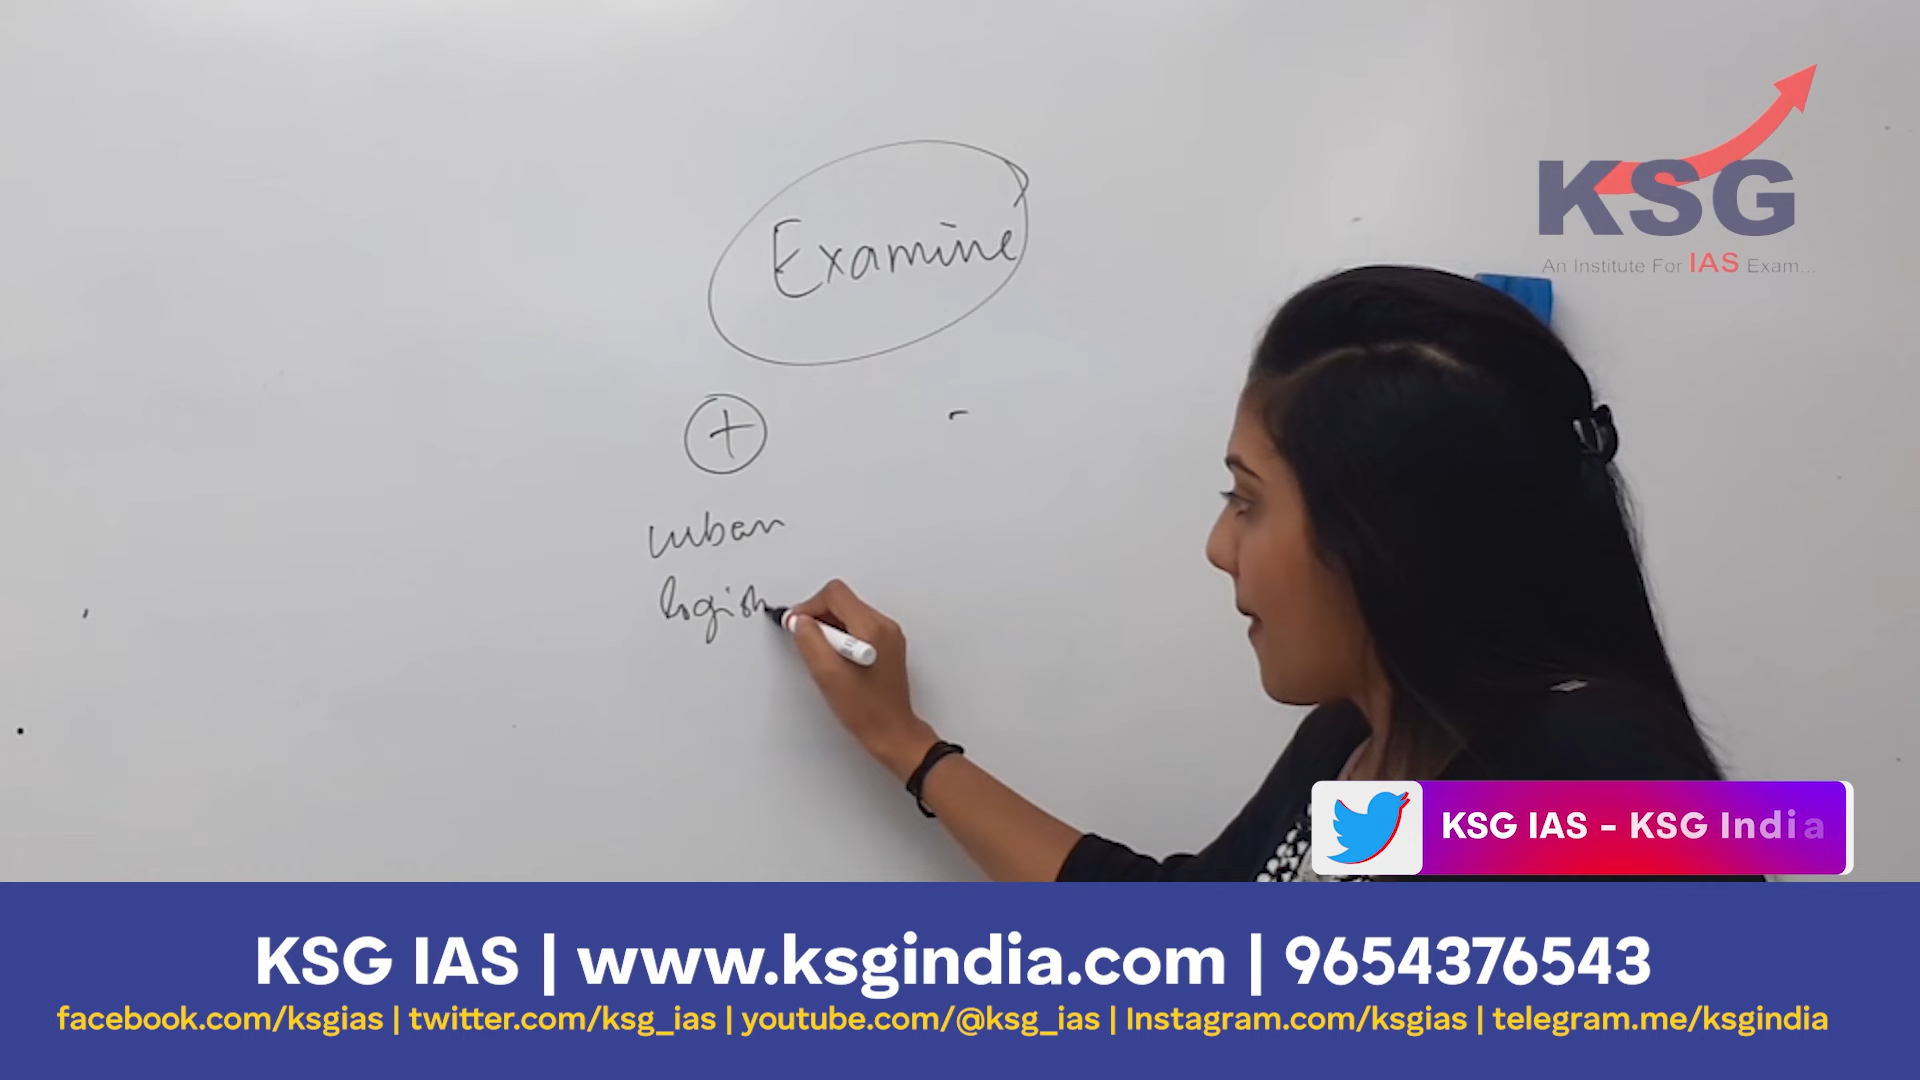 KSG
An Institute For IAS Exam...
Examine
+
-
urban
logist
KSG IAS - KSG India
KSG IAS | www.ksgindia.com | 9654376543
facebook.com/ksgias | twitter.com/ksg_ias | youtube.com/@ksg_ias | Instagram.com/ksgias | telegram.me/ksgindia